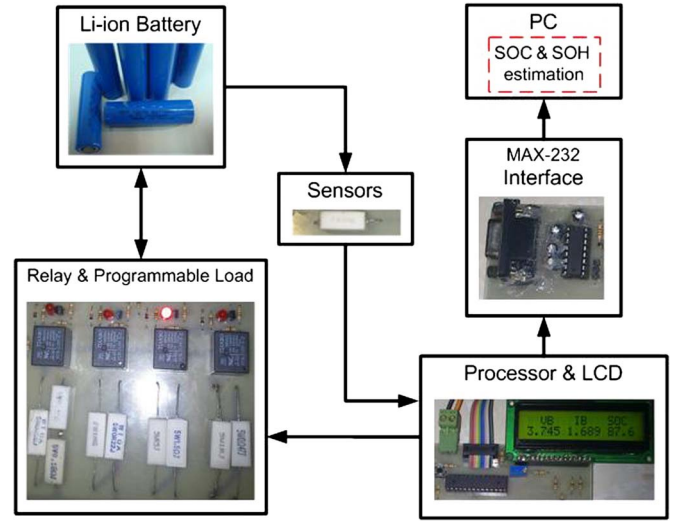 Li-ion Battery
PC
SOC & SOH
estimation
MAX-232
Interface
Sensors
Relay & Programmable Load
Processor & LCD
VB IB SOC
3.745 1.689 87.6